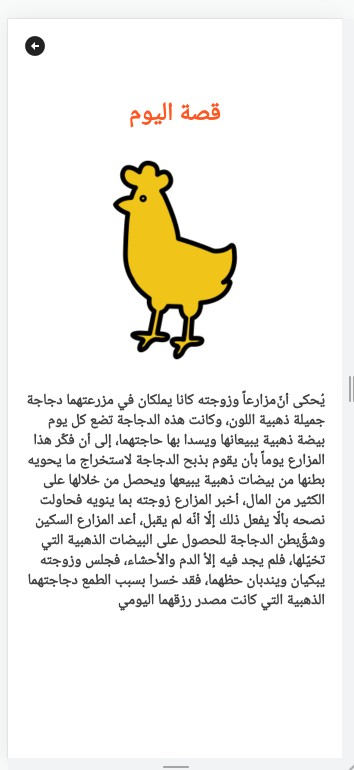 قصة اليوم
يُحكى أنّ مزارعاً وزوجته كانا يملكان في مزرعتهما دجاجة
جميلة ذهبية اللون، وكانت هذه الدجاجة تضع كل يوم
بيضة ذهبية يبيعانها ويسدا بها حاجتهما، إلى أن فكّر هذا
المزارع يوماً بأن يقوم بذبح الدجاجة لاستخراج ما يحويه
بطنها من بيضات ذهبية يبيعها ويحصل من خلالها على
الكثير من المال، أخبر المزارع زوجته بما ينويه فحاولت
نصحه بألّا يفعل ذلك إلّا أنّه لم يقبل، أعد المزارع السكين
وشقّبطن الدجاجة للحصول على البيضات الذهبية التي
تخيّلها، فلم يجد فيه إلاّ الدم والأحشاء، فجلس وزوجته
يبكيان ويندبان حظهما، فقد خسرا بسبب الطمع دجاجتهما
الذهبية التي كانت مصدر رزقهما اليومي